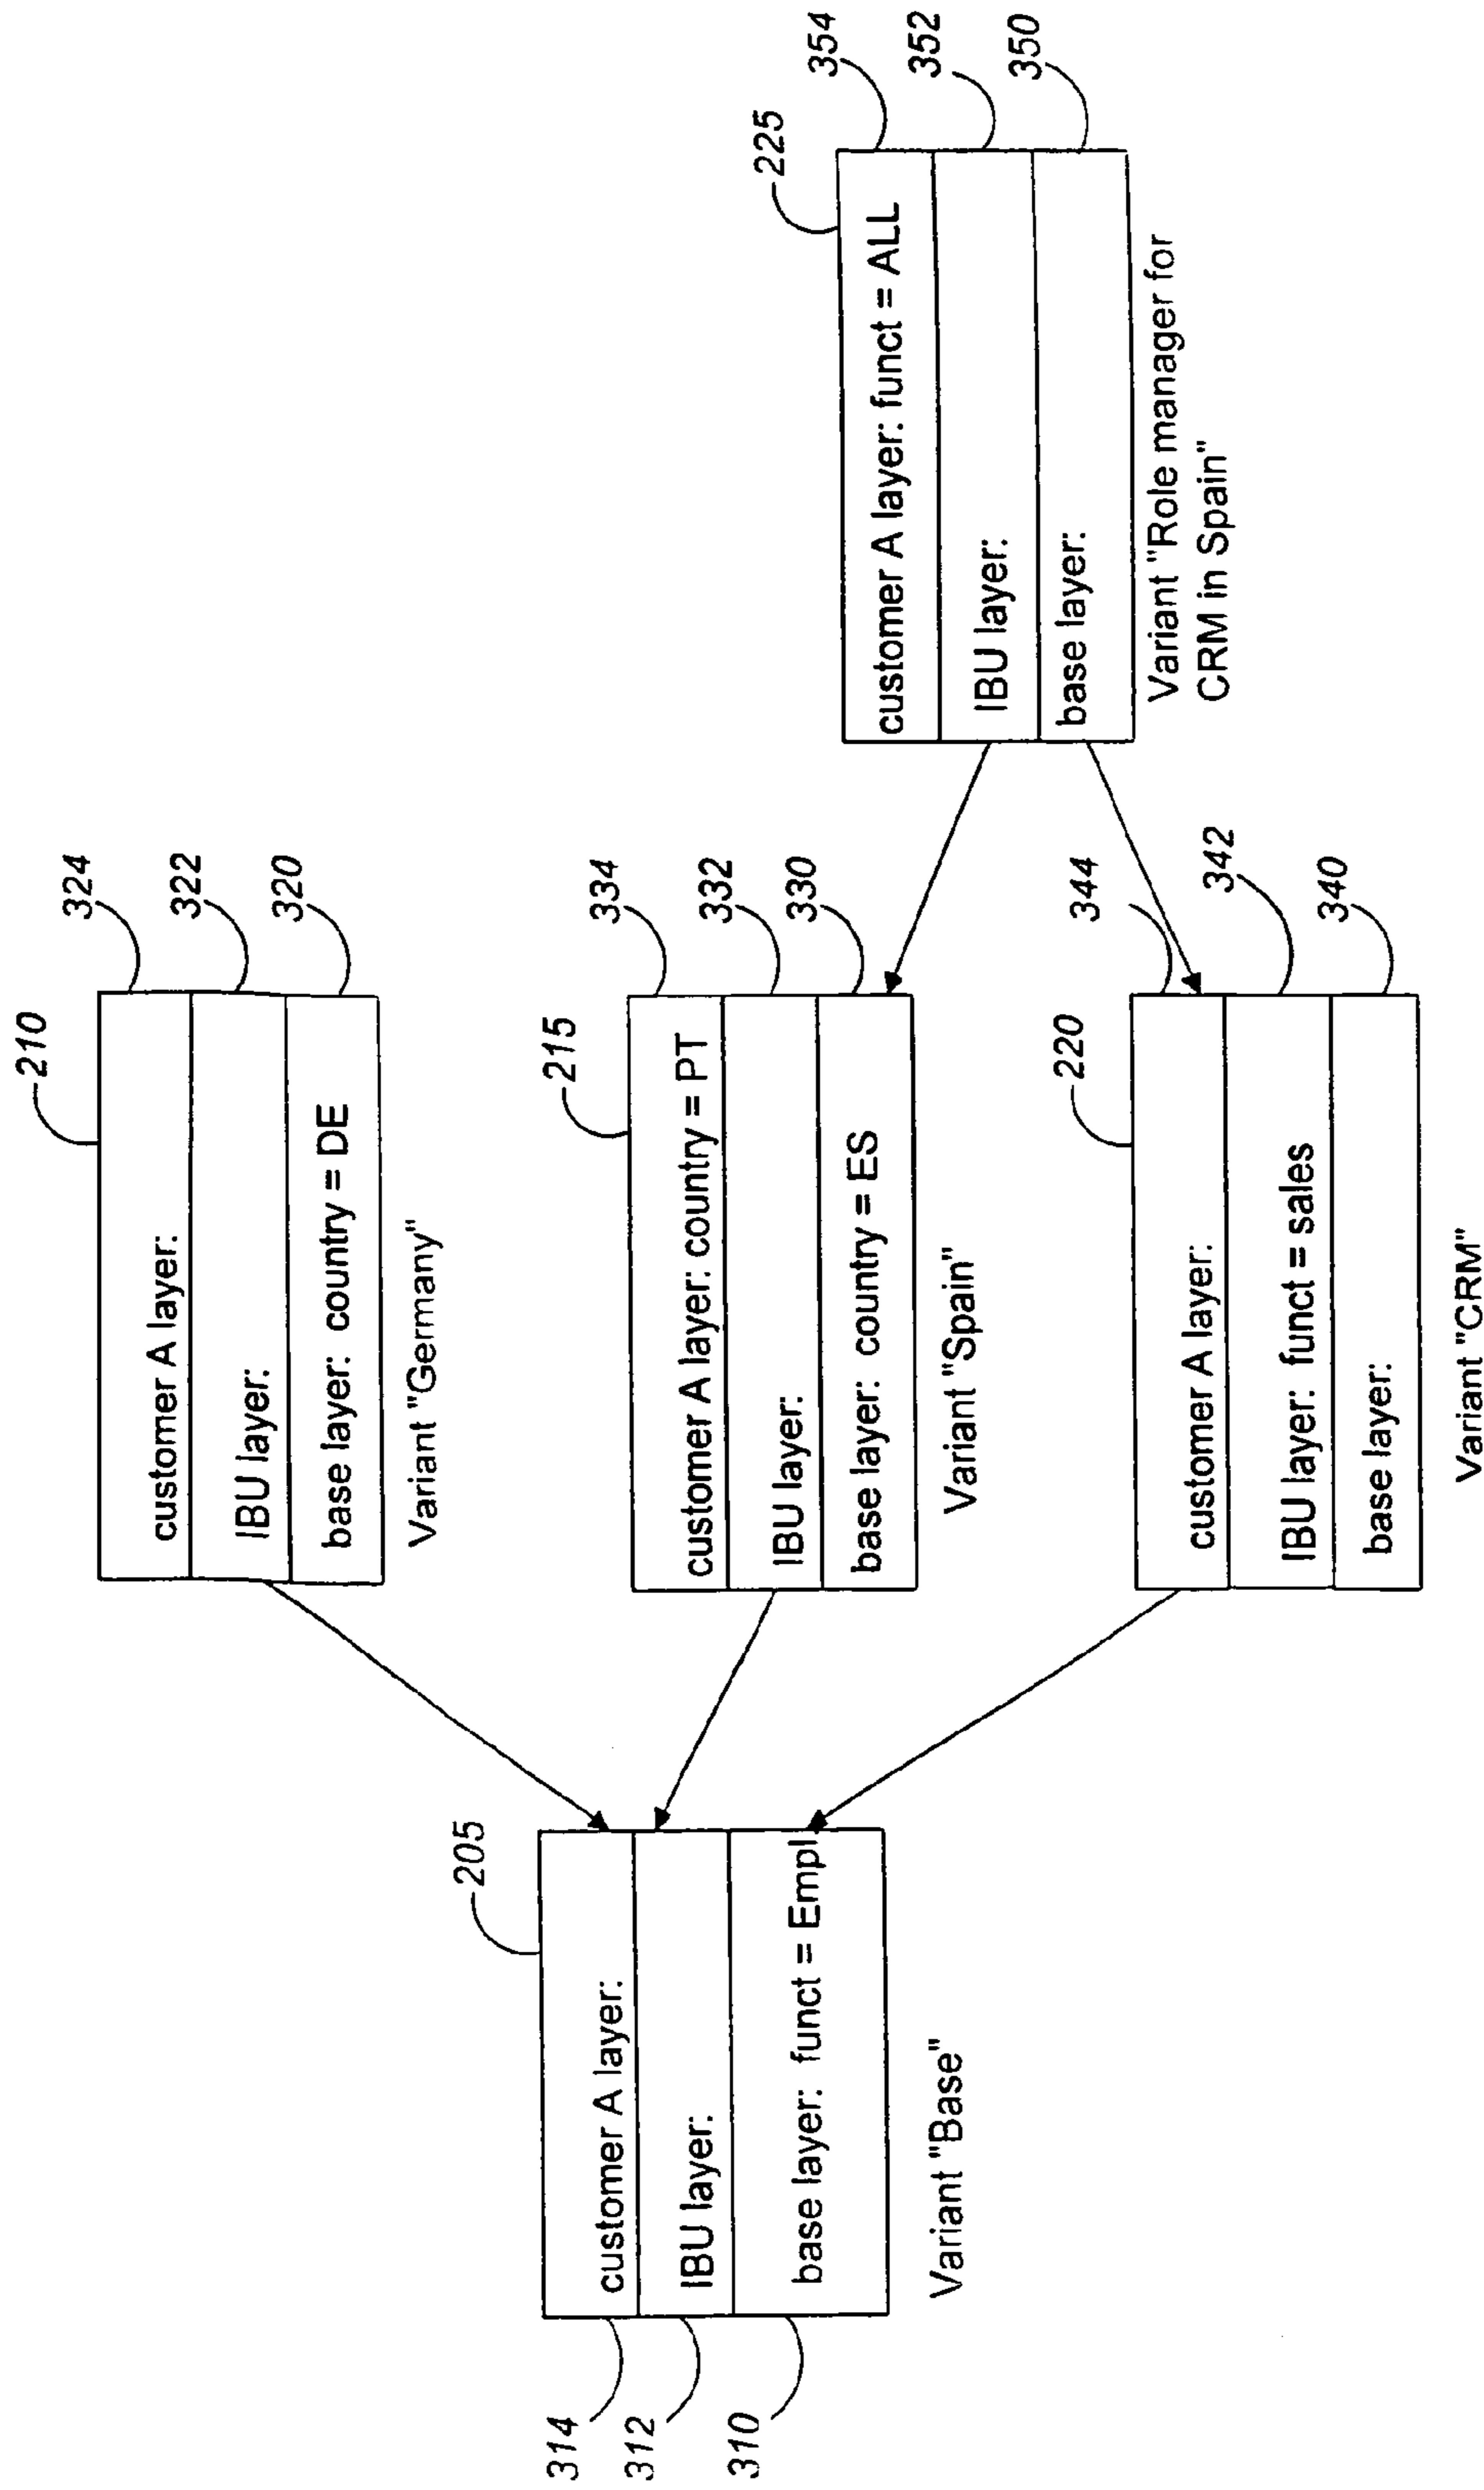 210
324
customer A layer:
322
IBU layer:
320
base layer: country = DE
Variant "Germany"
205
314
customer A layer:
312
IBU layer:
310
base layer: funct = Empl
Variant "Base"
215
334
customer A layer: country = PT
332
IBU layer:
330
base layer: country = ES
Variant "Spain"
225
354
customer A layer: funct = ALL
352
IBU layer:
350
base layer:
Variant "Role manager for
CRM in Spain"
220
344
customer A layer:
342
IBU layer: funct = sales
340
base layer:
Variant "CRM"